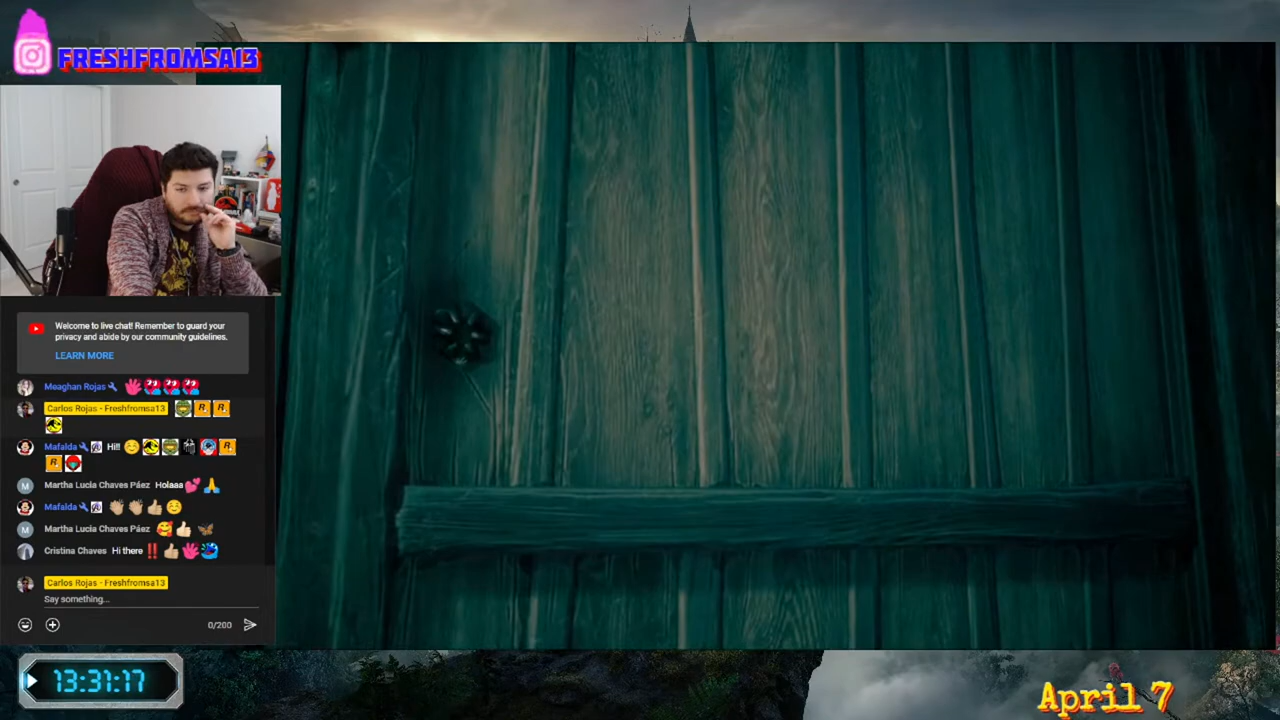 FRESHFROMSA13
Welcome to live chat! Remember to guard your
privacy and abide by our community guidelines.
LEARN MORE
Meaghan Rojas
Carlos Rojas - Freshfromsa13 R. R.
Mafalda Hi!! R.
R.
Martha Lucia Chaves Páez Holaaa
Mafalda
Martha Lucia Chaves Páez
Cristina Chaves Hi there
Carlos Rojas - Freshfromsa13
Say something...
0/200
13:31:17
April 7